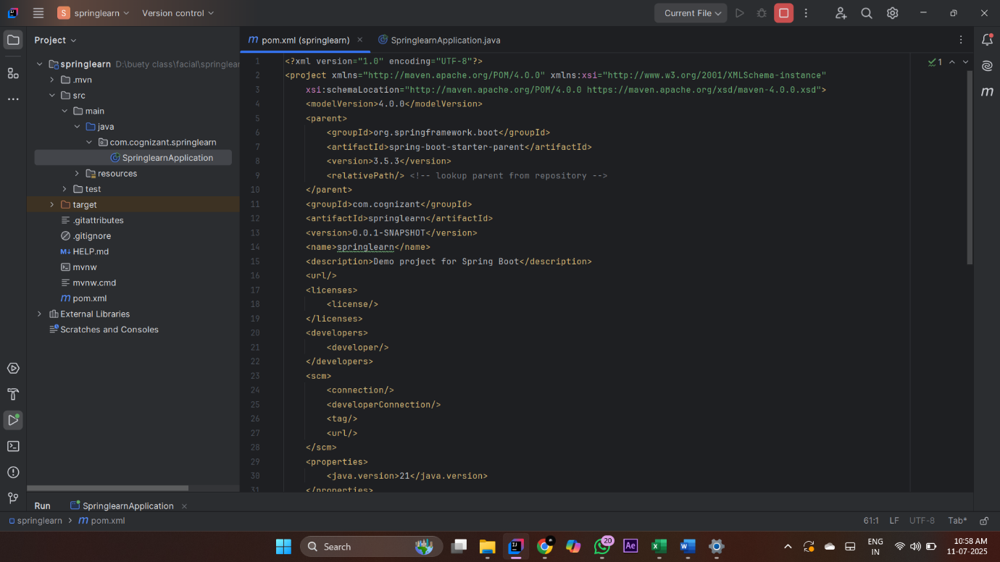 S springlearn Version control Current File
Project
pom.xml (springlearn) SpringlearnApplication.java
springlearn D:\buety class\facial\springlear
.mvn
src
main
java
com.cognizant.springlearn
SpringlearnApplication
resources
test
target
.gitattributes
.gitignore
HELP.md
mvnw
mvnw.cmd
pom.xml
External Libraries
Scratches and Consoles
1 <?xml version="1.0" encoding="UTF-8"?>
2 <project xmlns="http://maven.apache.org/POM/4.0.0" xmlns:xsi="http://www.w3.org/2001/XMLSchema-instance"
3 xsi:schemaLocation="http://maven.apache.org/POM/4.0.0 https://maven.apache.org/xsd/maven-4.0.0.xsd">
4 <modelVersion>4.0.0</modelVersion>
5 <parent>
6 <groupId>org.springframework.boot</groupId>
7 <artifactId>spring-boot-starter-parent</artifactId>
8 <version>3.5.3</version>
9 <relativePath/> <!-- lookup parent from repository -->
10 </parent>
11 <groupId>com.cognizant</groupId>
12 <artifactId>springlearn</artifactId>
13 <version>0.0.1-SNAPSHOT</version>
14 <name>springlearn</name>
15 <description>Demo project for Spring Boot</description>
16 <url/>
17 <licenses>
18 <license/>
19 </licenses>
20 <developers>
21 <developer/>
22 </developers>
23 <scm>
24 <connection/>
25 <developerConnection/>
26 <tag/>
27 <url/>
28 </scm>
29 <properties>
30 <java.version>21</java.version>
31 </properties>
1
Run SpringlearnApplication
springlearn > pom.xml 61:1 LF UTF-8 Tab*
Search 20 ENG 10:58 AM
IN 11-07-2025